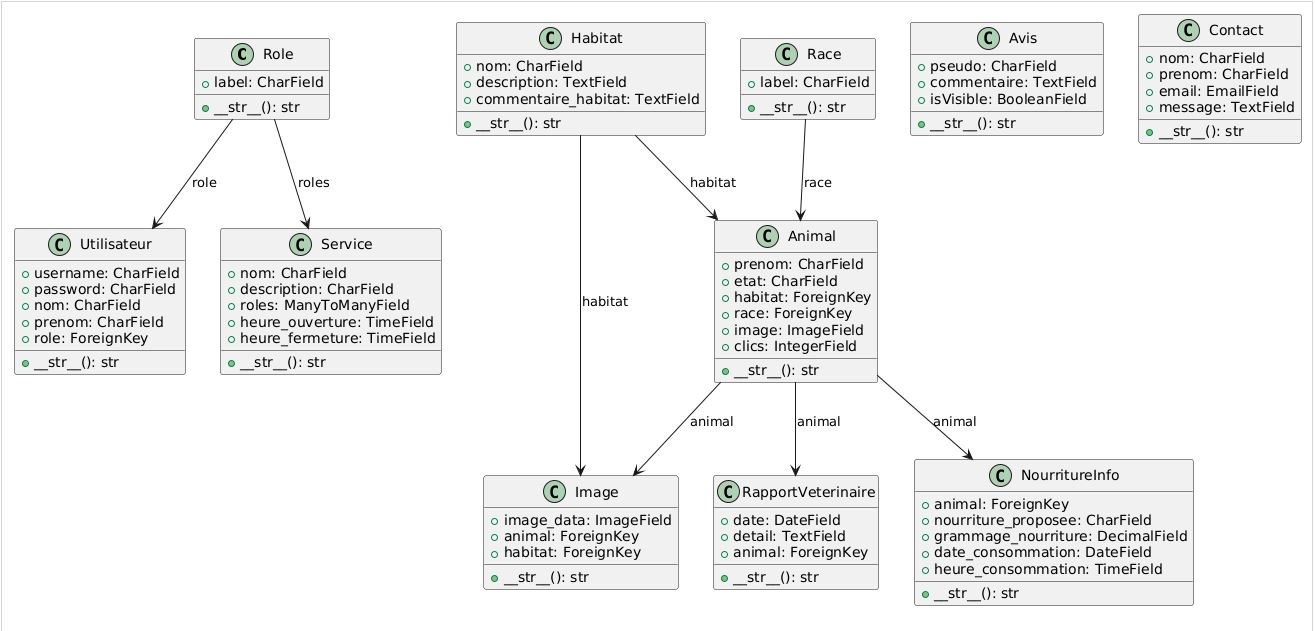 C Role
label: CharField
__str__(): str
C Habitat
nom: CharField
description: TextField
commentaire_habitat: TextField
__str__(): str
C Race
label: CharField
__str__(): str
C Avis
pseudo: CharField
commentaire: TextField
isVisible: BooleanField
__str__(): str
C Contact
nom: CharField
prenom: CharField
email: EmailField
message: TextField
__str__(): str
role
roles
habitat
race
habitat
C Utilisateur
username: CharField
password: CharField
nom: CharField
prenom: CharField
role: ForeignKey
__str__(): str
C Service
nom: CharField
description: CharField
roles: ManyToManyField
heure_ouverture: TimeField
heure_fermeture: TimeField
__str__(): str
C Animal
prenom: CharField
etat: CharField
habitat: ForeignKey
race: ForeignKey
image: ImageField
clics: IntegerField
__str__(): str
animal
animal
animal
C Image
image_data: ImageField
animal: ForeignKey
habitat: ForeignKey
__str__(): str
C RapportVeterinaire
date: DateField
detail: TextField
animal: ForeignKey
__str__(): str
C NourritureInfo
animal: ForeignKey
nourriture_proposee: CharField
grammage_nourriture: DecimalField
date_consommation: DateField
heure_consommation: TimeField
__str__(): str